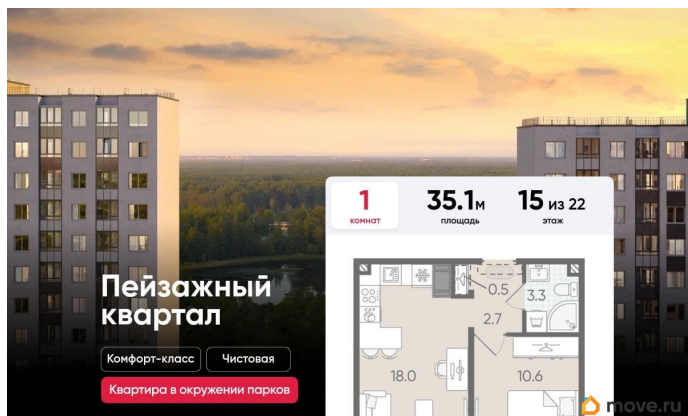 1
комнат
35.1м
площадь
15 из 22
этаж
Пейзажный
квартал
Комфорт-класс
Чистовая
Квартира в окружении парков
0.5
3.3
2.7
18.0
10.6
move.ru